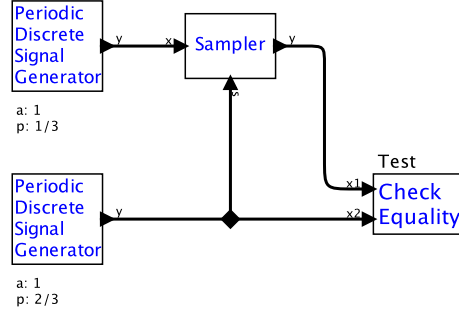 Periodic
Discrete
Signal
Generator
y
x
Sampler
y
s
a: 1
p: 1/3
Test
x1
Check
Equality
x2
Periodic
Discrete
Signal
Generator
y
a: 1
p: 2/3